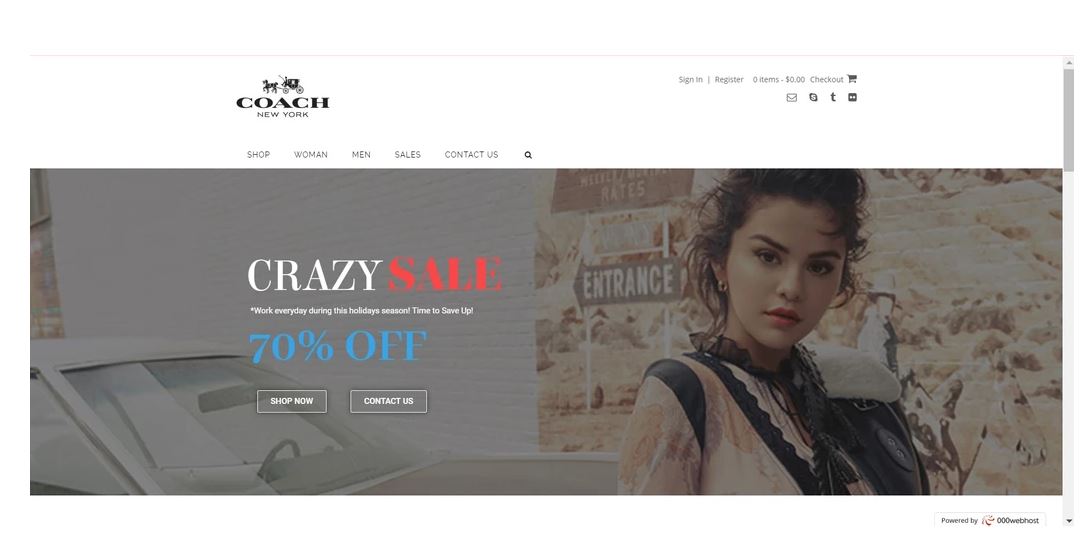 COACH
NEW YORK
Sign In | Register 0 items - $0.00 Checkout
SHOP WOMAN MEN SALES CONTACT US
RATES
ENTRANCE
CRAZY SALE
*Work everyday during this holidays season! Time to Save Up!
70% OFF
SHOP NOW CONTACT US
Powered by 000webhost